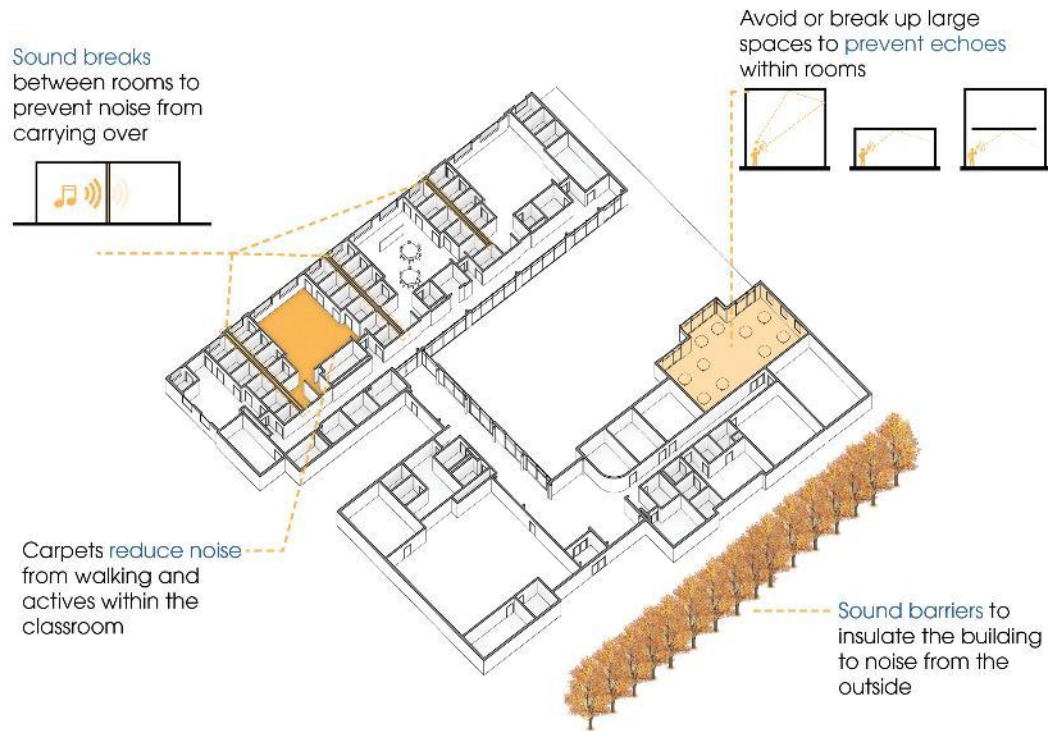 Sound breaks
between rooms to
prevent noise from
carrying over
Avoid or break up large
spaces to prevent echoes
within rooms
Carpets reduce noise
from walking and
actives within the
classroom
Sound barriers to
insulate the building
to noise from the
outside